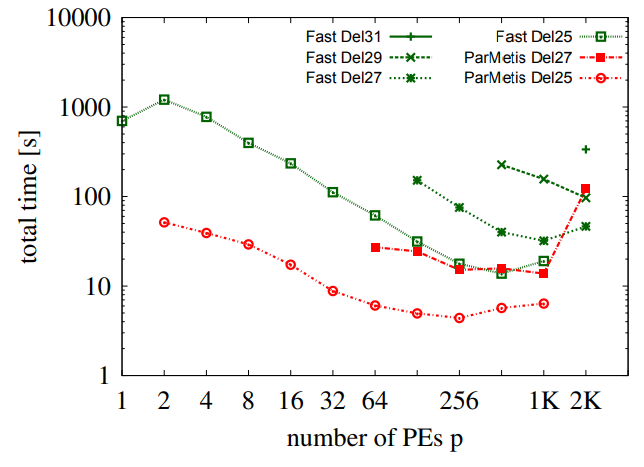 10000
1000
100
10
1
total time [s]
Fast Del31
Fast Del29
Fast Del27
Fast Del25
ParMetis Del27
ParMetis Del25
1 2 4 8 16 32 64 256 1K 2K
number of PEs p